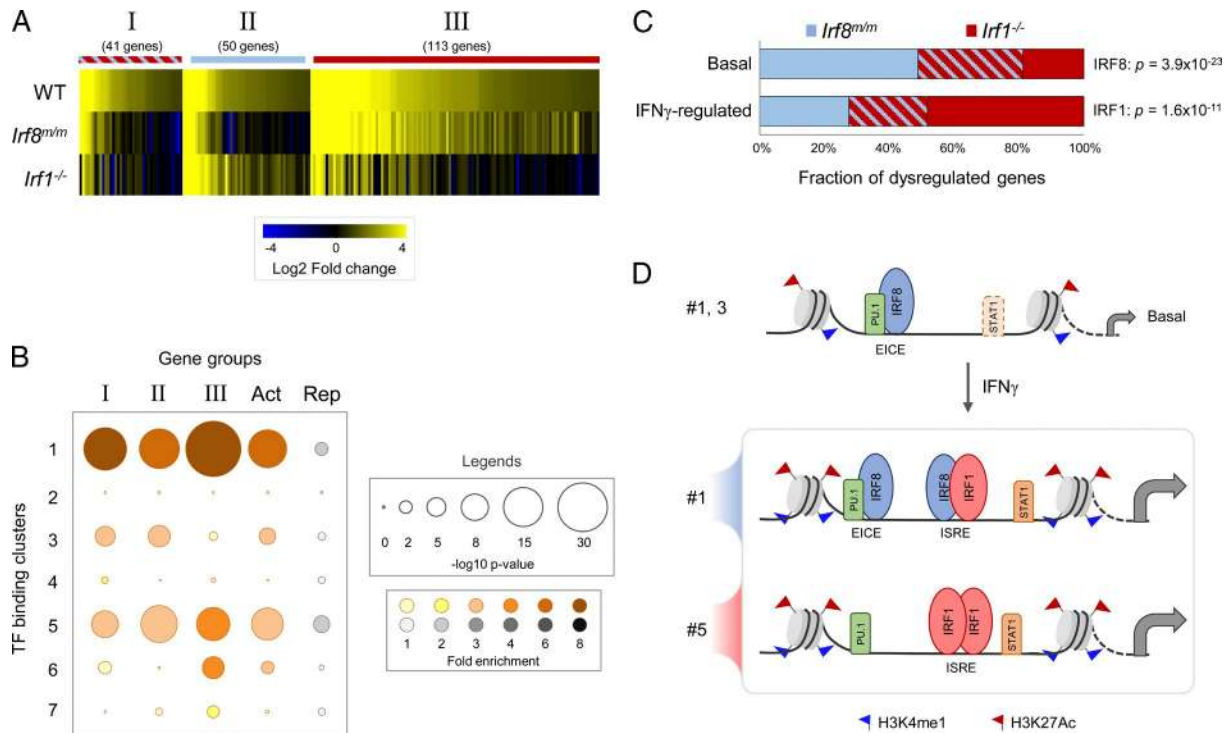 A
I II III
(41 genes) (50 genes) (113 genes)
WT
Irf8m/m
Irf1-/-
-4 0 4
Log2 Fold change
B
Gene groups
I II III Act Rep
TF binding clusters
1
2
3
4
5
6
7
Legends
0 2 5 8 15 30
-log10 p-value
1 2 3 4 6 8
Fold enrichment
C
Irf8m/m Irf1-/-
Basal
IRF8: p = 3.9x10-23
IFNγ-regulated
IRF1: p = 1.6x10-11
0% 20% 40% 60% 80% 100%
Fraction of dysregulated genes
D
#1, 3
PU.1
IRF8
STAT1
EICE
Basal
IFNγ
#1
PU.1
IRF8
IRF8
IRF1
STAT1
EICE ISRE
#5
PU.1
IRF1
IRF1
STAT1
ISRE
H3K4me1 H3K27Ac